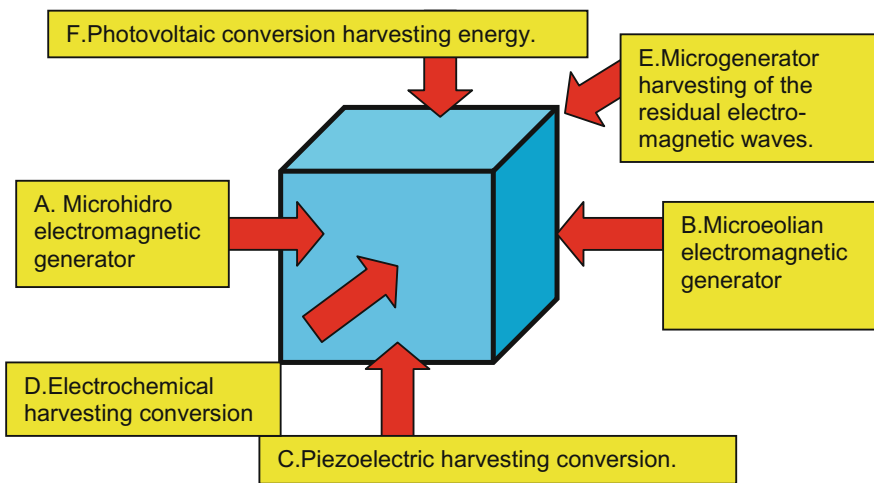 F.Photovoltaic conversion harvesting energy.
E.Microgenerator
harvesting of the
residual electro-
magnetic waves.
A. Microhidro
electromagnetic
generator
B.Microeolian
electromagnetic
generator
D.Electrochemical
harvesting conversion
C.Piezoelectric harvesting conversion.